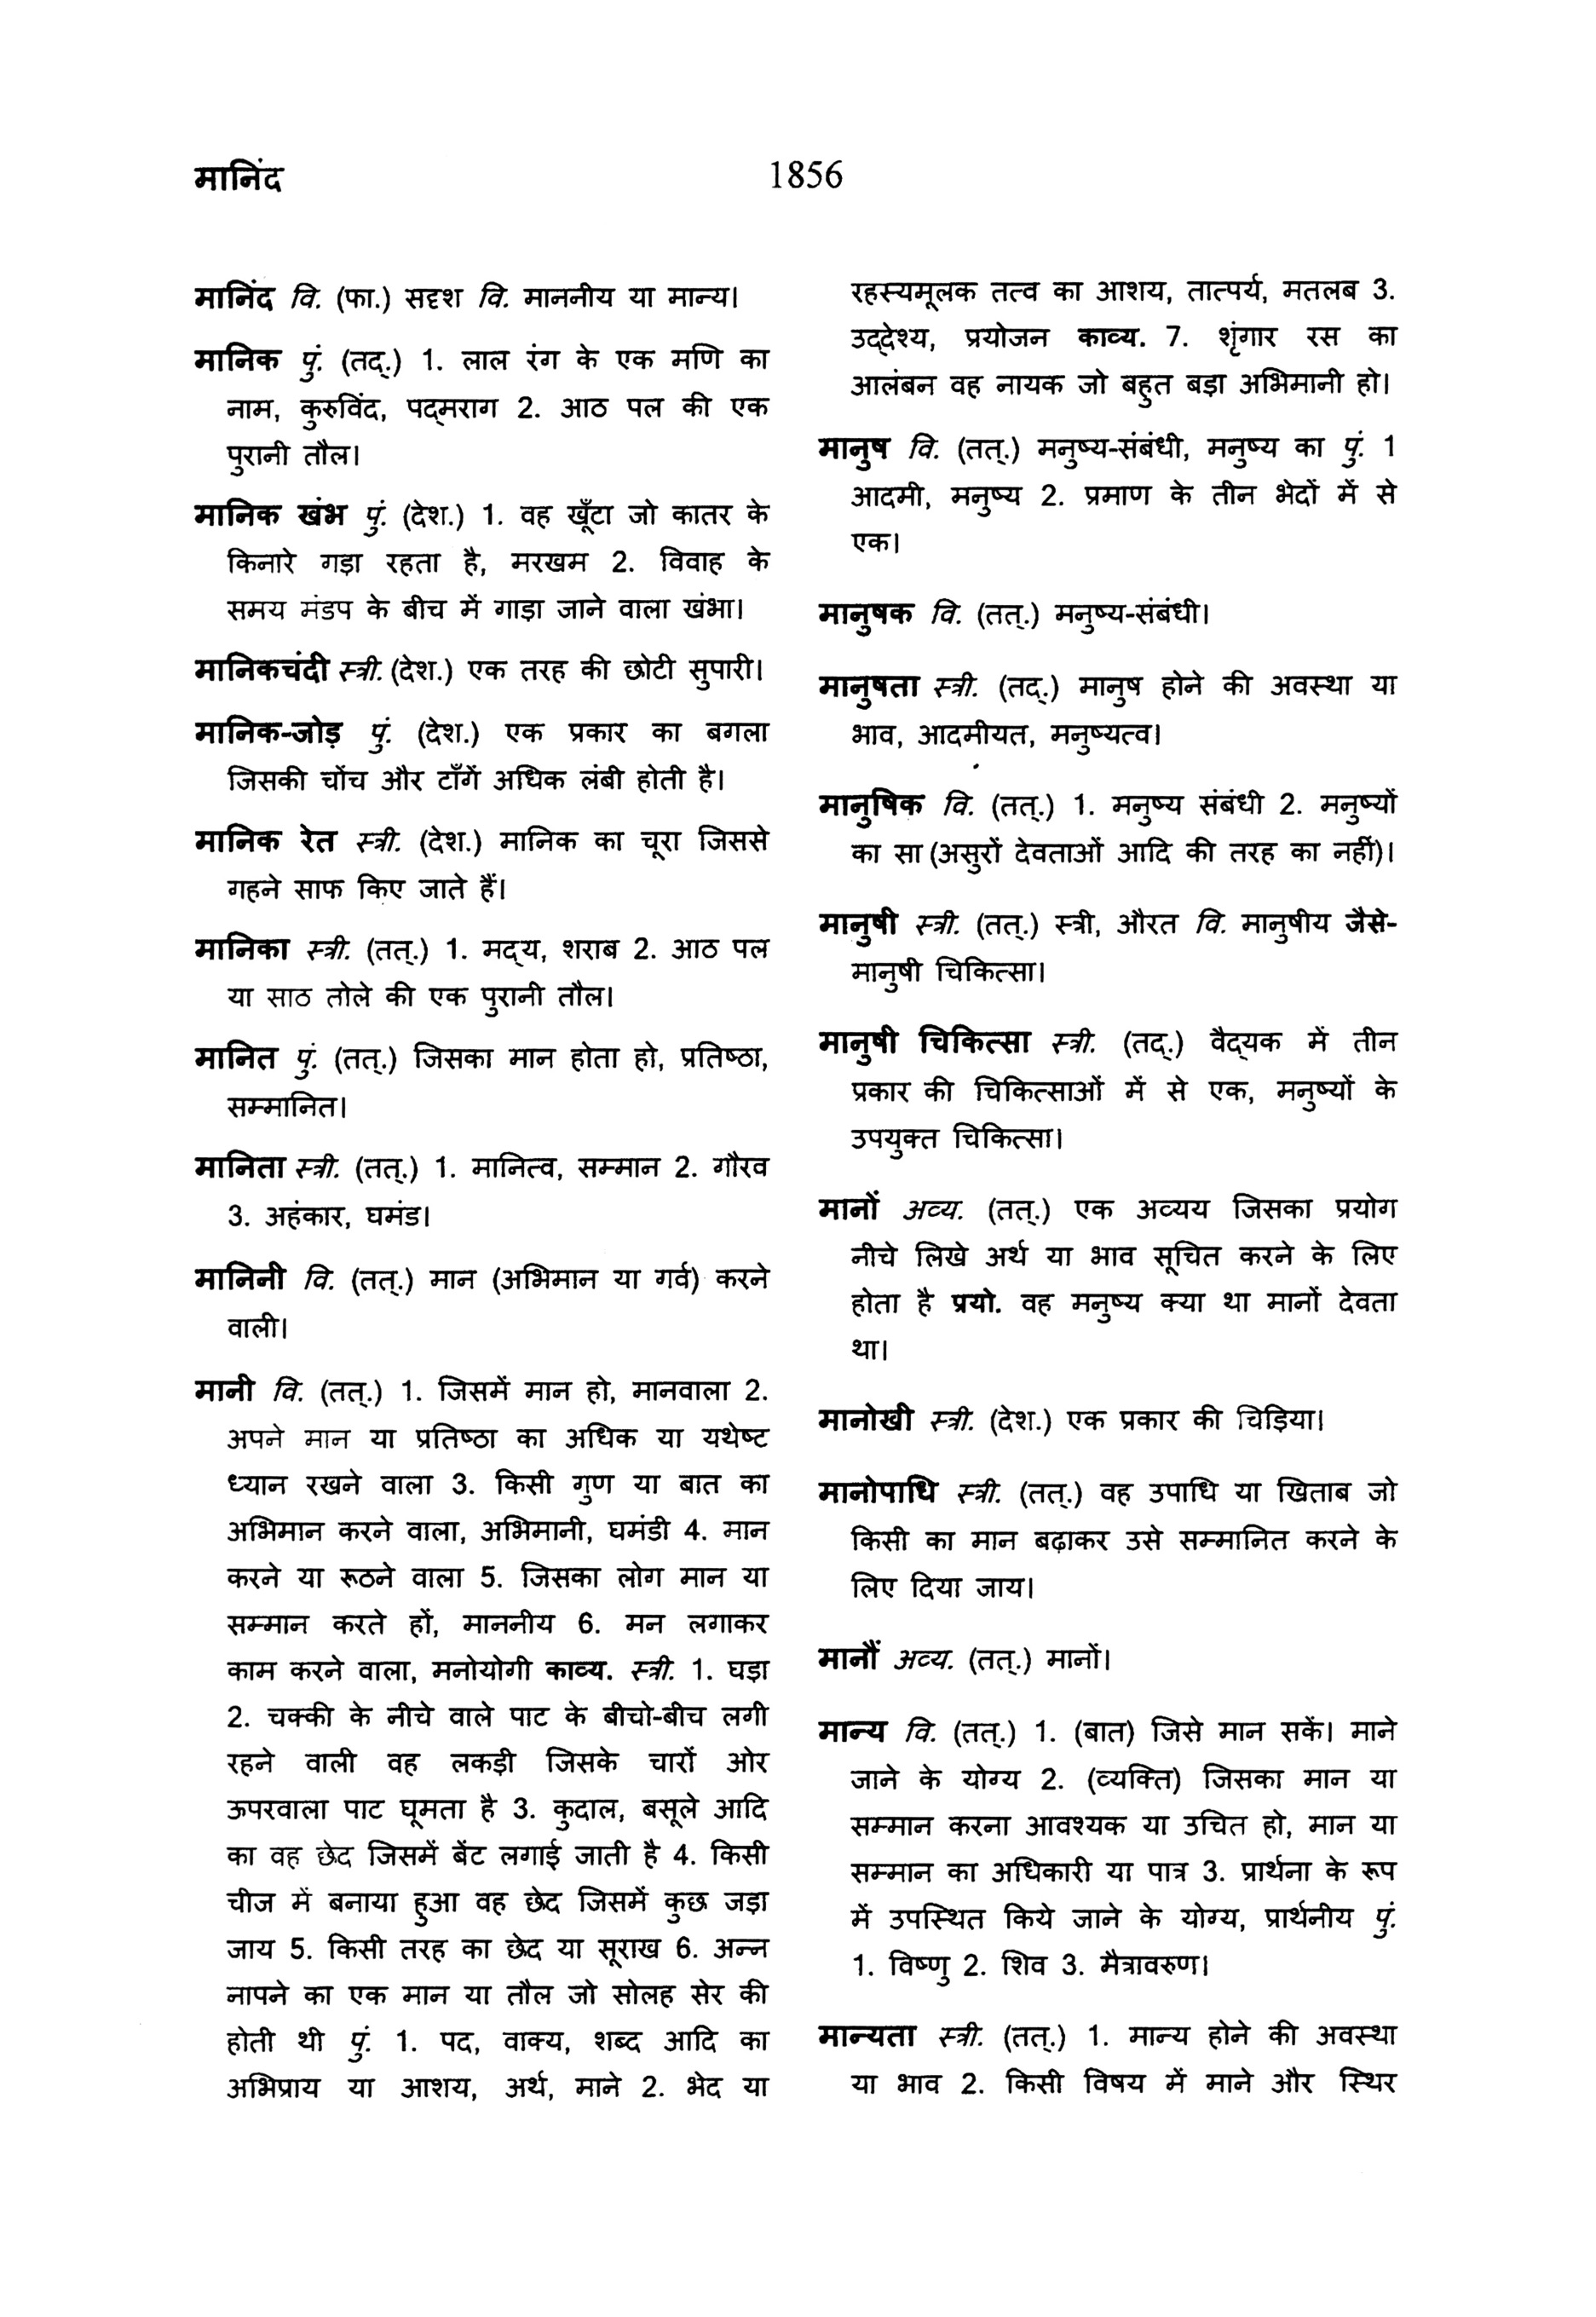 मानिंद
1856
मानिंद वि. (फा.) सदृश वि. माननीय या मान्य।
मानिक पुं. (तद्.) 1. लाल रंग के एक मणि का
नाम, कुरुविंद, पद्मराग 2. आठ पल की एक
पुरानी तौल।
मानिक खंभ पुं. (देश.) 1. वह खूँटा जो कातर के
किनारे गड़ा रहता है, मरखम 2. विवाह के
समय मंडप के बीच में गाड़ा जाने वाला खंभा।
मानिकचंदी स्त्री. (देश.) एक तरह की छोटी सुपारी।
मानिक-जोड़ पुं. (देश.) एक प्रकार का बगला
जिसकी चोंच और टाँगें अधिक लंबी होती है।
मानिक रेत स्त्री. (देश.) मानिक का चूरा जिससे
गहने साफ किए जाते हैं।
मानिका स्त्री. (तत्.) 1. मद्य, शराब 2. आठ पल
या साठ तोले की एक पुरानी तौल।
मानित पुं. (तत्.) जिसका मान होता हो, प्रतिष्ठा,
सम्मानित।
मानिता स्त्री. (तत्.) 1. मानित्व, सम्मान 2. गौरव
3. अहंकार, घमंड।
मानिनी वि. (तत्.) मान (अभिमान या गर्व) करने
वाली।
मानी वि. (तत्.) 1. जिसमें मान हो, मानवाला 2.
अपने मान या प्रतिष्ठा का अधिक या यथेष्ट
ध्यान रखने वाला 3. किसी गुण या बात का
अभिमान करने वाला, अभिमानी, घमंडी 4. मान
करने या रूठने वाला 5. जिसका लोग मान या
सम्मान करते हों, माननीय 6. मन लगाकर
काम करने वाला, मनोयोगी काव्य. स्त्री. 1. घड़ा
2. चक्की के नीचे वाले पाट के बीचो-बीच लगी
रहने वाली वह लकड़ी जिसके चारों ओर
ऊपरवाला पाट घूमता है 3. कुदाल, बसूले आदि
का वह छेद जिसमें बेंट लगाई जाती है 4. किसी
चीज में बनाया हुआ वह छेद जिसमें कुछ जड़ा
जाय 5. किसी तरह का छेद या सूराख 6. अन्न
नापने का एक मान या तौल जो सोलह सेर की
होती थी पुं. 1. पद, वाक्य, शब्द आदि का
अभिप्राय या आशय, अर्थ, माने 2. भेद या
रहस्यमूलक तत्व का आशय, तात्पर्य, मतलब 3.
उद्देश्य, प्रयोजन काव्य. 7. शृंगार रस का
आलंबन वह नायक जो बहुत बड़ा अभिमानी हो।
मानुष वि. (तत्.) मनुष्य-संबंधी, मनुष्य का पुं. 1
आदमी, मनुष्य 2. प्रमाण के तीन भेदों में से
एक।
मानुषक वि. (तत्.) मनुष्य-संबंधी।
मानुषता स्त्री. (तद्.) मानुष होने की अवस्था या
भाव, आदमीयत, मनुष्यत्व।
मानुषिक वि. (तत्.) 1. मनुष्य संबंधी 2. मनुष्यों
का सा (असुरों देवताओं आदि की तरह का नहीं)।
मानुषी स्त्री. (तत्.) स्त्री, औरत वि. मानुषीय जैसे-
मानुषी चिकित्सा।
मानुषी चिकित्सा स्त्री. (तद्.) वैद्यक में तीन
प्रकार की चिकित्साओं में से एक, मनुष्यों के
उपयुक्त चिकित्सा।
मानों अव्य. (तत्.) एक अव्यय जिसका प्रयोग
नीचे लिखे अर्थ या भाव सूचित करने के लिए
होता है प्रयो. वह मनुष्य क्या था मानों देवता
था।
मानोखी स्त्री. (देश.) एक प्रकार की चिड़िया।
मानोपाधि स्त्री. (तत्.) वह उपाधि या खिताब जो
किसी का मान बढ़ाकर उसे सम्मानित करने के
लिए दिया जाय।
मानौं अव्य. (तत्.) मानों।
मान्य वि. (तत्.) 1. (बात) जिसे मान सकें। माने
जाने के योग्य 2. (व्यक्ति) जिसका मान या
सम्मान करना आवश्यक या उचित हो, मान या
सम्मान का अधिकारी या पात्र 3. प्रार्थना के रूप
में उपस्थित किये जाने के योग्य, प्रार्थनीय पुं.
1. विष्णु 2. शिव 3. मैत्रावरुण।
मान्यता स्त्री. (तत्.) 1. मान्य होने की अवस्था
या भाव 2. किसी विषय में माने और स्थिर